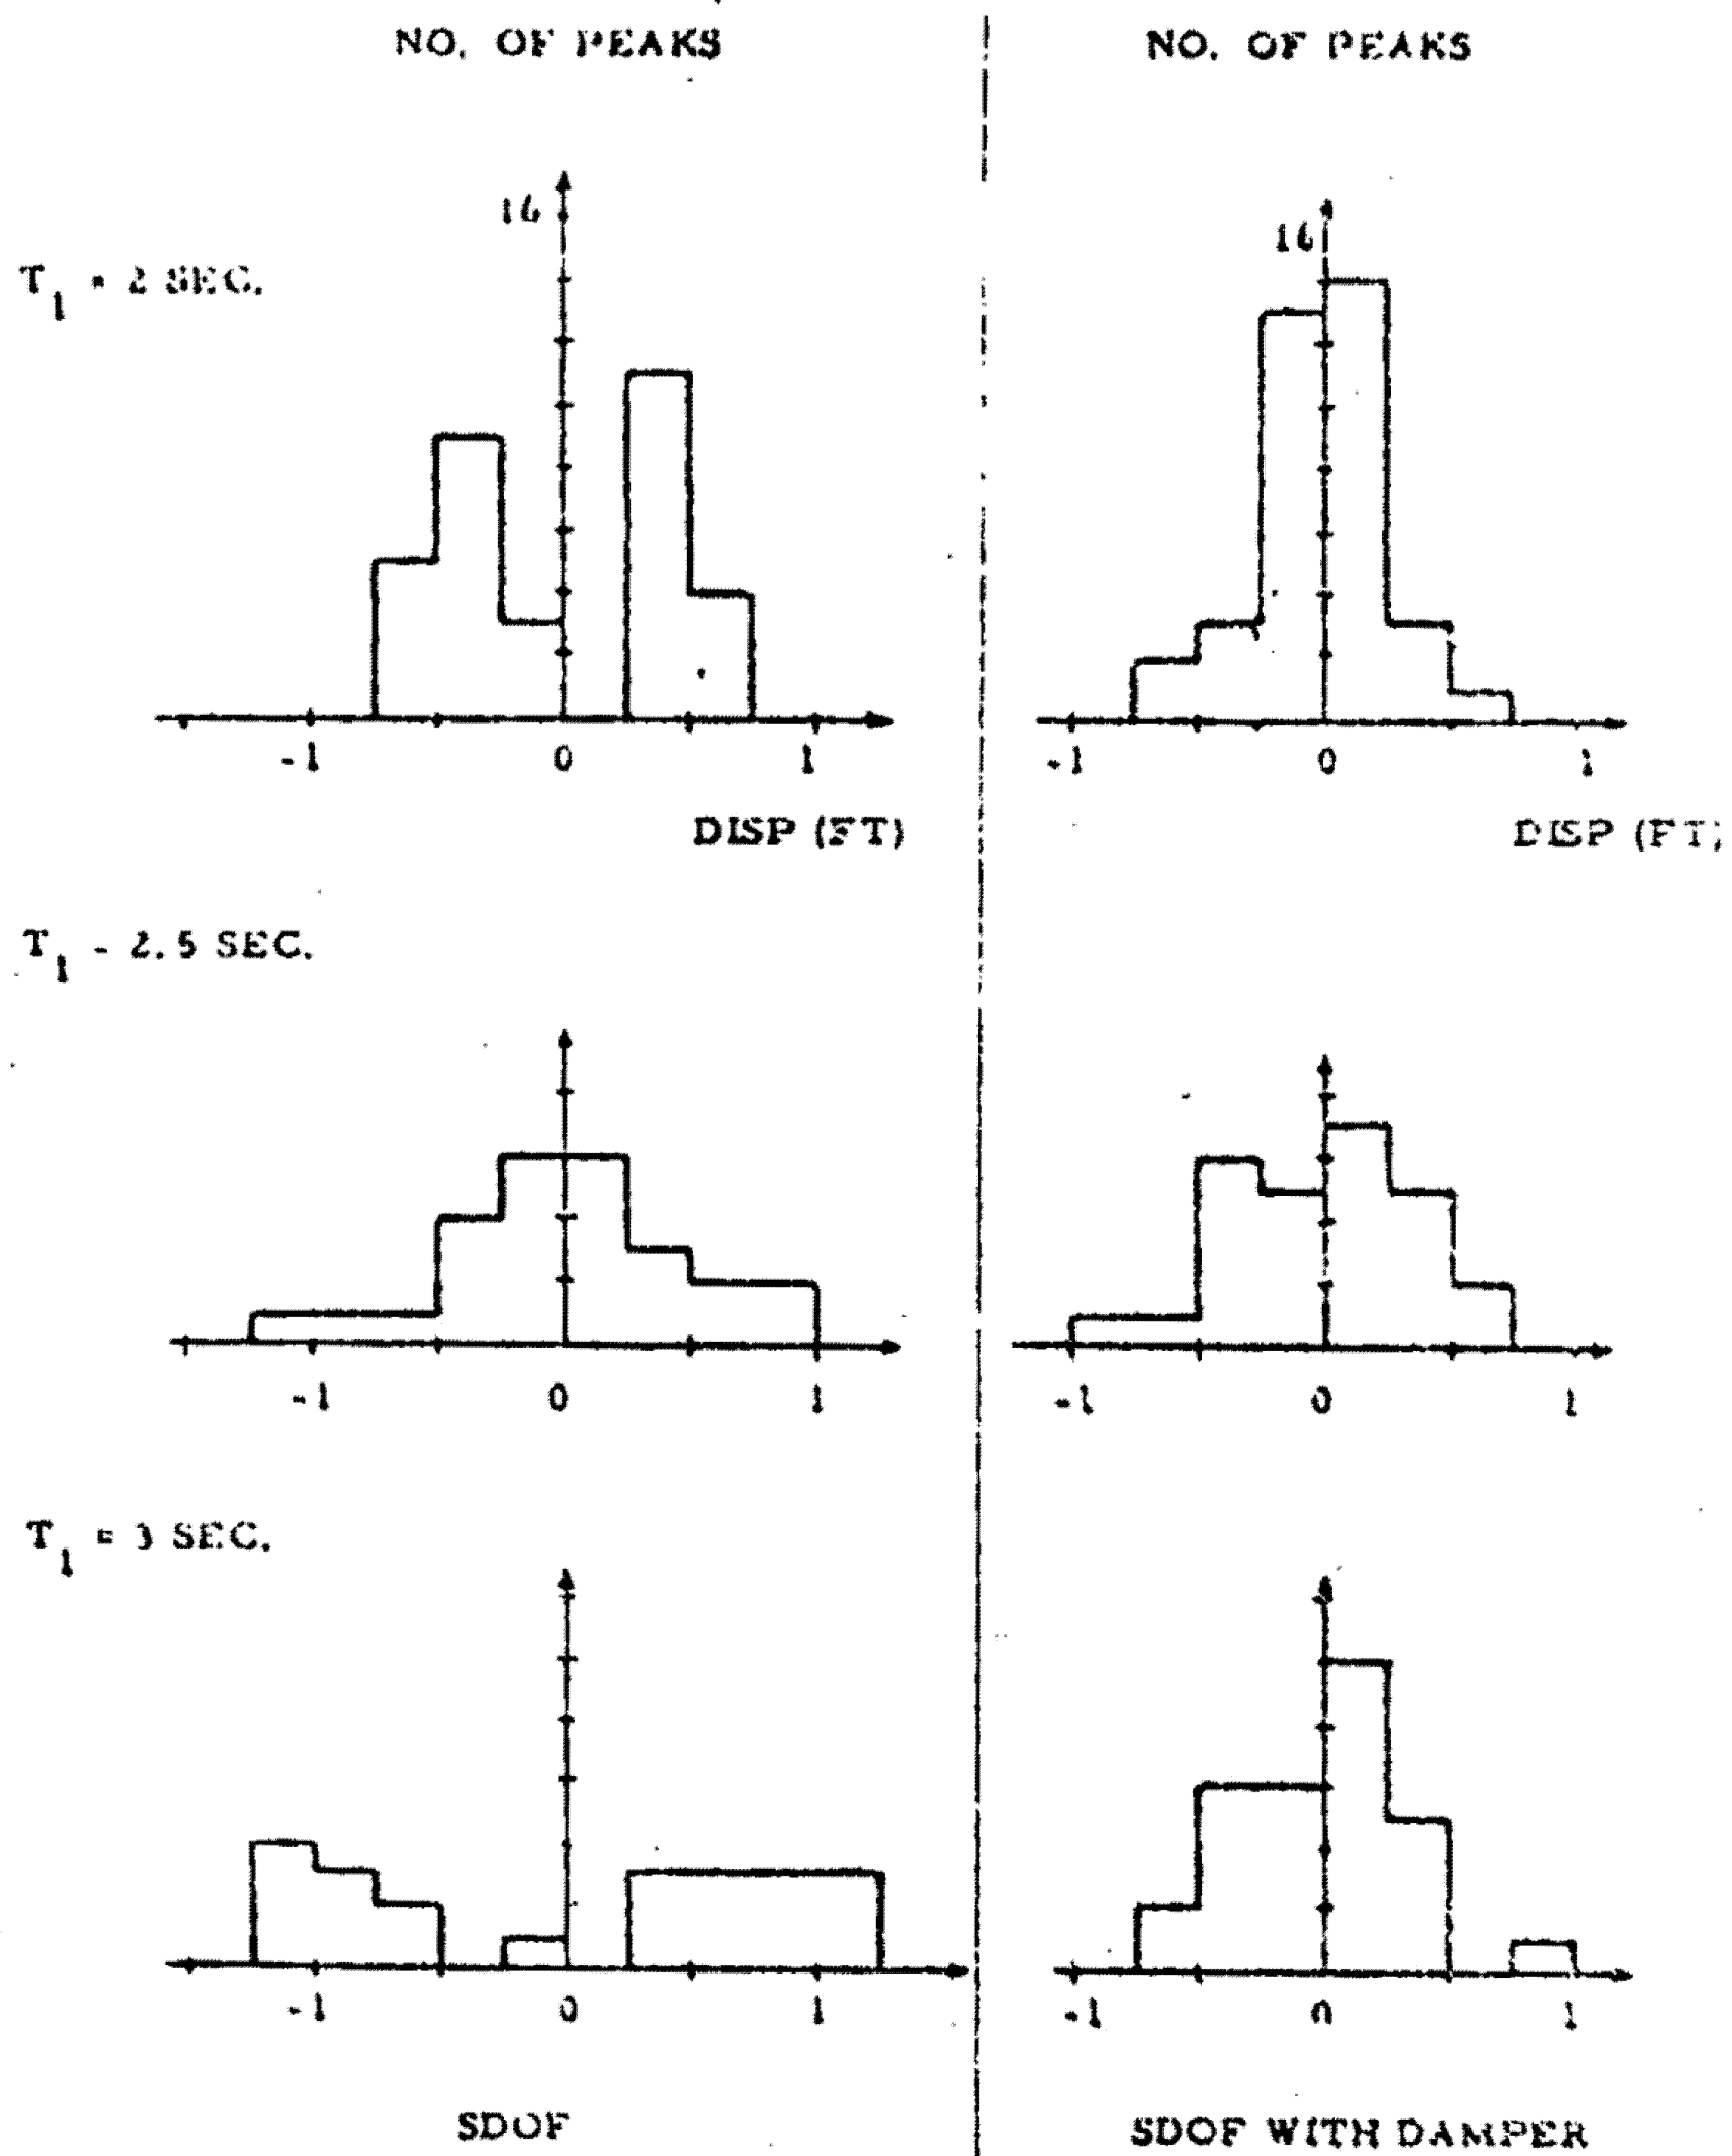 NO. OF PEAKS
NO. OF PEAKS
16
16
T1 = 2 SEC.
-1 0 1
-1 0 1
DISP (FT)
DISP (FT)
T1 - 2.5 SEC.
-1 0 1
-1 0 1
T1 = 3 SEC.
-1 0 1
-1 0 1
SDOF
SDOF WITH DAMPER